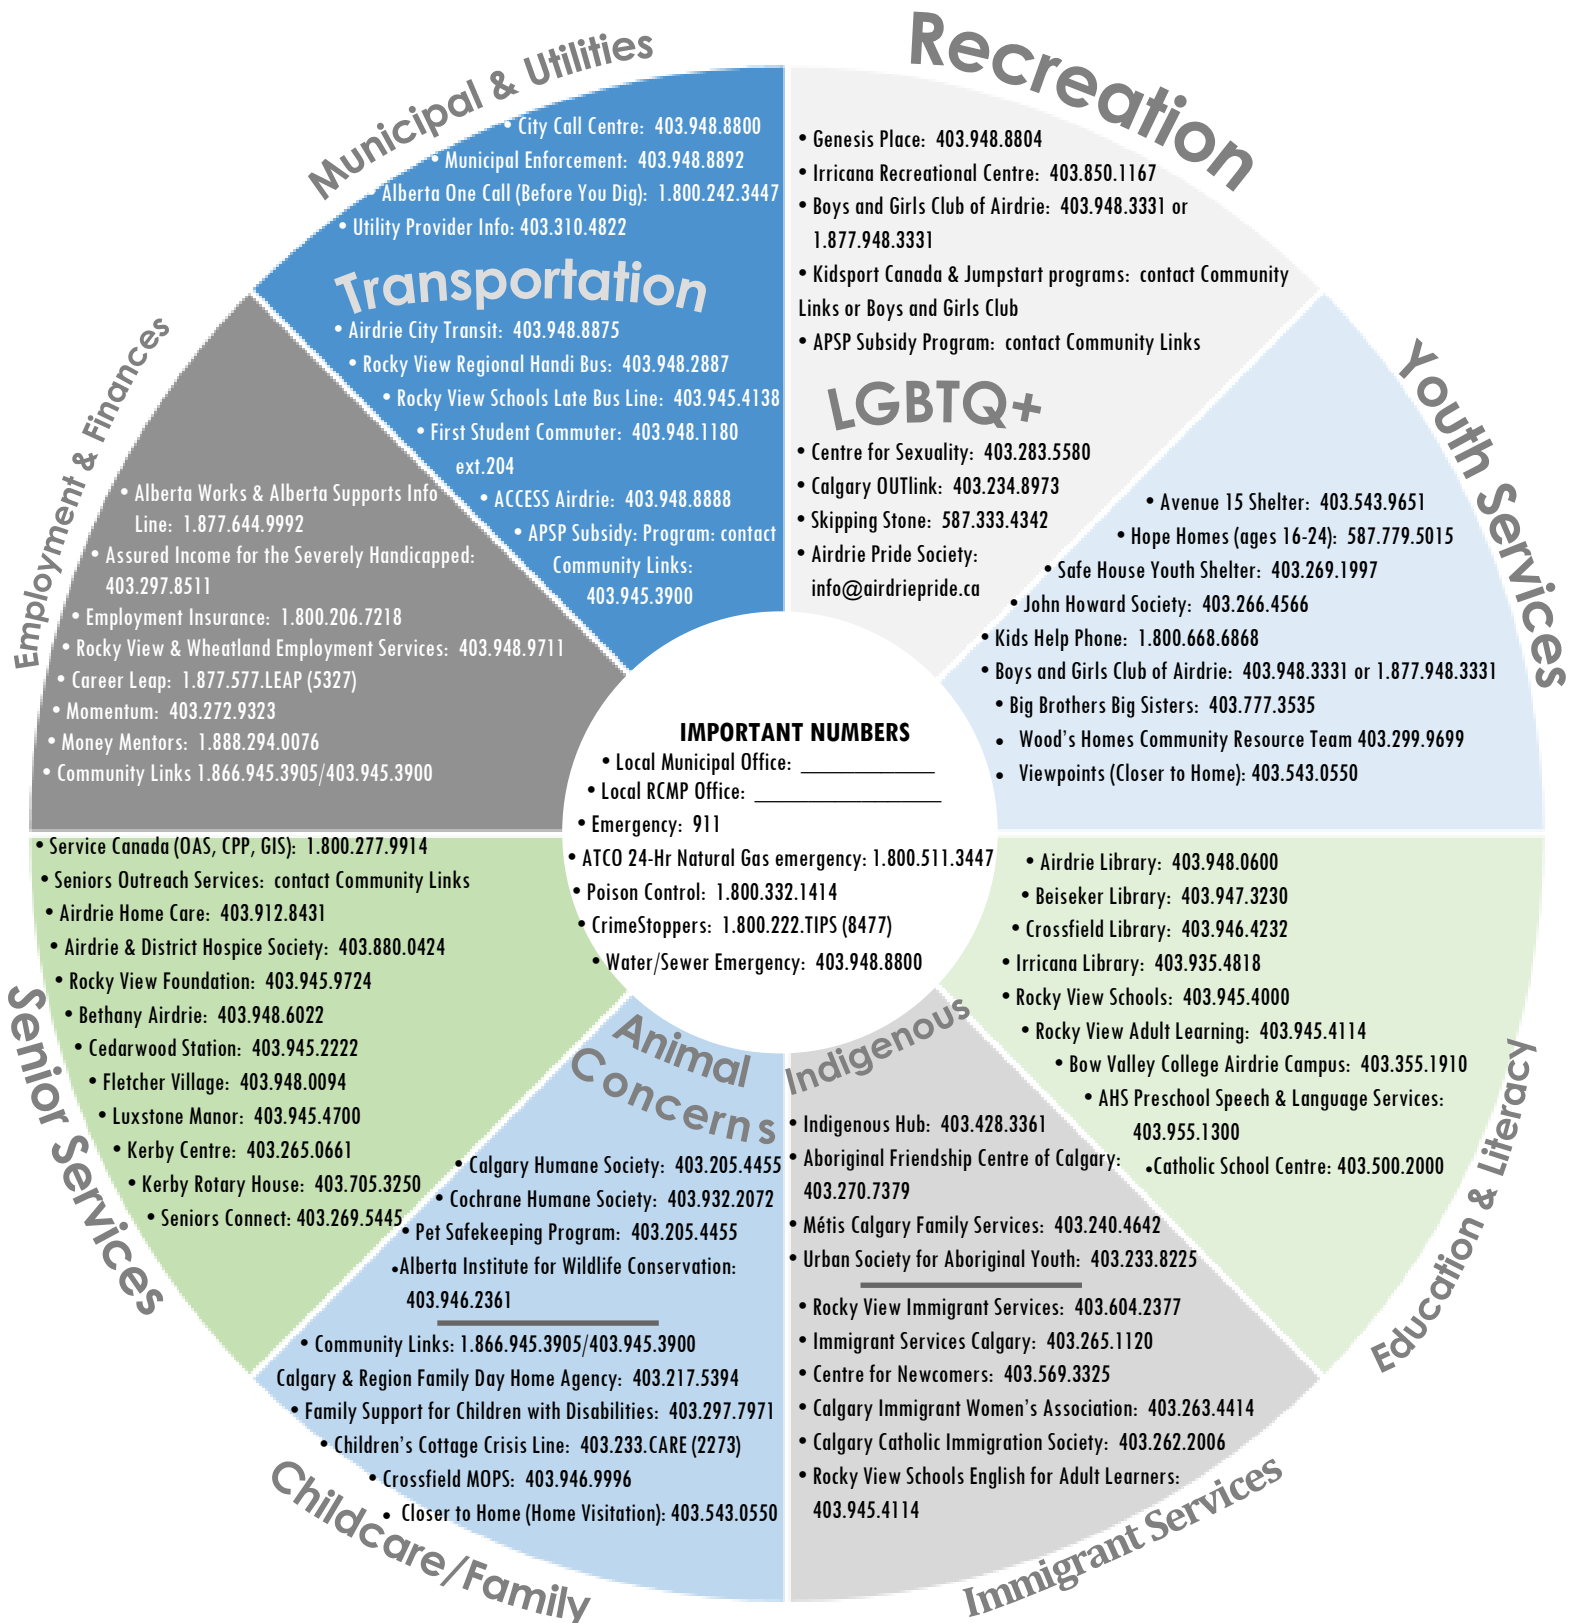 Municipal & Utilities
• City Call Centre: 403.948.8800
• Municipal Enforcement: 403.948.8892
• Alberta One Call (Before You Dig): 1.800.242.3447
• Utility Provider Info: 403.310.4822
Transportation
• Airdrie City Transit: 403.948.8875
• Rocky View Regional Handi Bus: 403.948.2887
• Rocky View Schools Late Bus Line: 403.945.4138
• First Student Commuter: 403.948.1180
ext.204
• ACCESS Airdrie: 403.948.8888
• APSP Subsidy: Program: contact
Community Links:
403.945.3900
Recreation
• Genesis Place: 403.948.8804
• Irricana Recreational Centre: 403.850.1167
• Boys and Girls Club of Airdrie: 403.948.3331 or
1.877.948.3331
• Kidsport Canada & Jumpstart programs: contact Community
Links or Boys and Girls Club
• APSP Subsidy Program: contact Community Links
LGBTQ+
• Centre for Sexuality: 403.283.5580
• Calgary OUTlink: 403.234.8973
• Skipping Stone: 587.333.4342
• Airdrie Pride Society:
info@airdriepride.ca
Youth Services
• Avenue 15 Shelter: 403.543.9651
• Hope Homes (ages 16-24): 587.779.5015
• Safe House Youth Shelter: 403.269.1997
• John Howard Society: 403.266.4566
• Kids Help Phone: 1.800.668.6868
• Boys and Girls Club of Airdrie: 403.948.3331 or 1.877.948.3331
• Big Brothers Big Sisters: 403.777.3535
• Wood's Homes Community Resource Team 403.299.9699
• Viewpoints (Closer to Home): 403.543.0550
Employment & Finances
• Alberta Works & Alberta Supports Info
Line: 1.877.644.9992
• Assured Income for the Severely Handicapped:
403.297.8511
• Employment Insurance: 1.800.206.7218
• Rocky View & Wheatland Employment Services: 403.948.9711
• Career Leap: 1.877.577.LEAP (5327)
• Momentum: 403.272.9323
• Money Mentors: 1.888.294.0076
• Community Links 1.866.945.3905/403.945.3900
IMPORTANT NUMBERS
• Local Municipal Office: ____________
• Local RCMP Office: _________________
• Emergency: 911
• ATCO 24-Hr Natural Gas emergency: 1.800.511.3447
• Poison Control: 1.800.332.1414
• CrimeStoppers: 1.800.222.TIPS (8477)
• Water/Sewer Emergency: 403.948.8800
Senior Services
• Service Canada (OAS, CPP, GIS): 1.800.277.9914
• Seniors Outreach Services: contact Community Links
• Airdrie Home Care: 403.912.8431
• Airdrie & District Hospice Society: 403.880.0424
• Rocky View Foundation: 403.945.9724
• Bethany Airdrie: 403.948.6022
• Cedarwood Station: 403.945.2222
• Fletcher Village: 403.948.0094
• Luxstone Manor: 403.945.4700
• Kerby Centre: 403.265.0661
• Kerby Rotary House: 403.705.3250
• Seniors Connect: 403.269.5445
Education & Literacy
• Airdrie Library: 403.948.0600
• Beiseker Library: 403.947.3230
• Crossfield Library: 403.946.4232
• Irricana Library: 403.935.4818
• Rocky View Schools: 403.945.4000
• Rocky View Adult Learning: 403.945.4114
• Bow Valley College Airdrie Campus: 403.355.1910
• AHS Preschool Speech & Language Services:
403.955.1300
•Catholic School Centre: 403.500.2000
Animal
Concerns
• Calgary Humane Society: 403.205.4455
• Cochrane Humane Society: 403.932.2072
• Pet Safekeeping Program: 403.205.4455
•Alberta Institute for Wildlife Conservation:
403.946.2361
• Community Links: 1.866.945.3905/403.945.3900
Calgary & Region Family Day Home Agency: 403.217.5394
• Family Support for Children with Disabilities: 403.297.7971
• Children's Cottage Crisis Line: 403.233.CARE (2273)
• Crossfield MOPS: 403.946.9996
• Closer to Home (Home Visitation): 403.543.0550
Childcare/Family
Indigenous
• Indigenous Hub: 403.428.3361
• Aboriginal Friendship Centre of Calgary:
403.270.7379
• Métis Calgary Family Services: 403.240.4642
• Urban Society for Aboriginal Youth: 403.233.8225
• Rocky View Immigrant Services: 403.604.2377
• Immigrant Services Calgary: 403.265.1120
• Centre for Newcomers: 403.569.3325
• Calgary Immigrant Women's Association: 403.263.4414
• Calgary Catholic Immigration Society: 403.262.2006
• Rocky View Schools English for Adult Learners:
403.945.4114
Immigrant Services